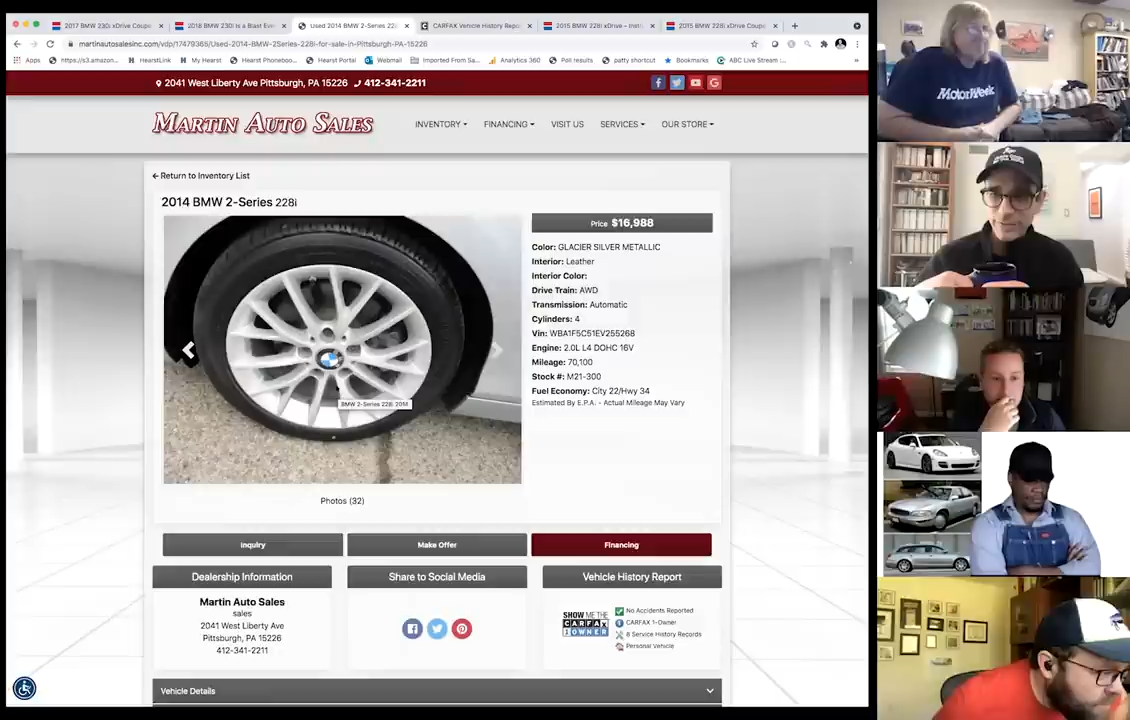 2017 BMW 230i xDrive Coupe
2018 BMW 230i Is a Blast Eve
Used 2014 BMW 2-Series 22
CARFAX Vehicle History Repo
2015 BMW 228i xDrive – Inst
2015 BMW 228i xDrive Coupe
martinautosalesinc.com/vdp/17479365/Used-2014-BMW-2Series-228i-for-sale-in-Pittsburgh-PA-15226
Apps https://s3.amazon... HearstLink My Hearst Hearst Phoneboo... Hearst Portal Webmail Imported From Sa... Analytics 360 Poll results patty shortcut Bookmarks ABC Live Stream :...
2041 West Liberty Ave Pittsburgh, PA 15226 412-341-2211
MARTIN AUTO SALES
INVENTORY FINANCING VISIT US SERVICES OUR STORE
Return to Inventory List
2014 BMW 2-Series 228i
Price $16,988
Color: GLACIER SILVER METALLIC
Interior: Leather
Interior Color:
Drive Train: AWD
Transmission: Automatic
Cylinders: 4
Vin: WBA1F5C51EV255268
Engine: 2.0L L4 DOHC 16V
Mileage: 70,100
Stock #: M21-300
Fuel Economy: City 22/Hwy 34
Estimated By E.P.A. - Actual Mileage May Vary
BMW 2-Series 228i 20M
Photos (32)
Inquiry Make Offer Financing
Dealership Information
Martin Auto Sales
sales
2041 West Liberty Ave
Pittsburgh, PA 15226
412-341-2211
Share to Social Media
Vehicle History Report
SHOW ME THE
CARFAX
1 OWNER
No Accidents Reported
CARFAX 1-Owner
8 Service History Records
Personal Vehicle
Vehicle Details
MotorWeek